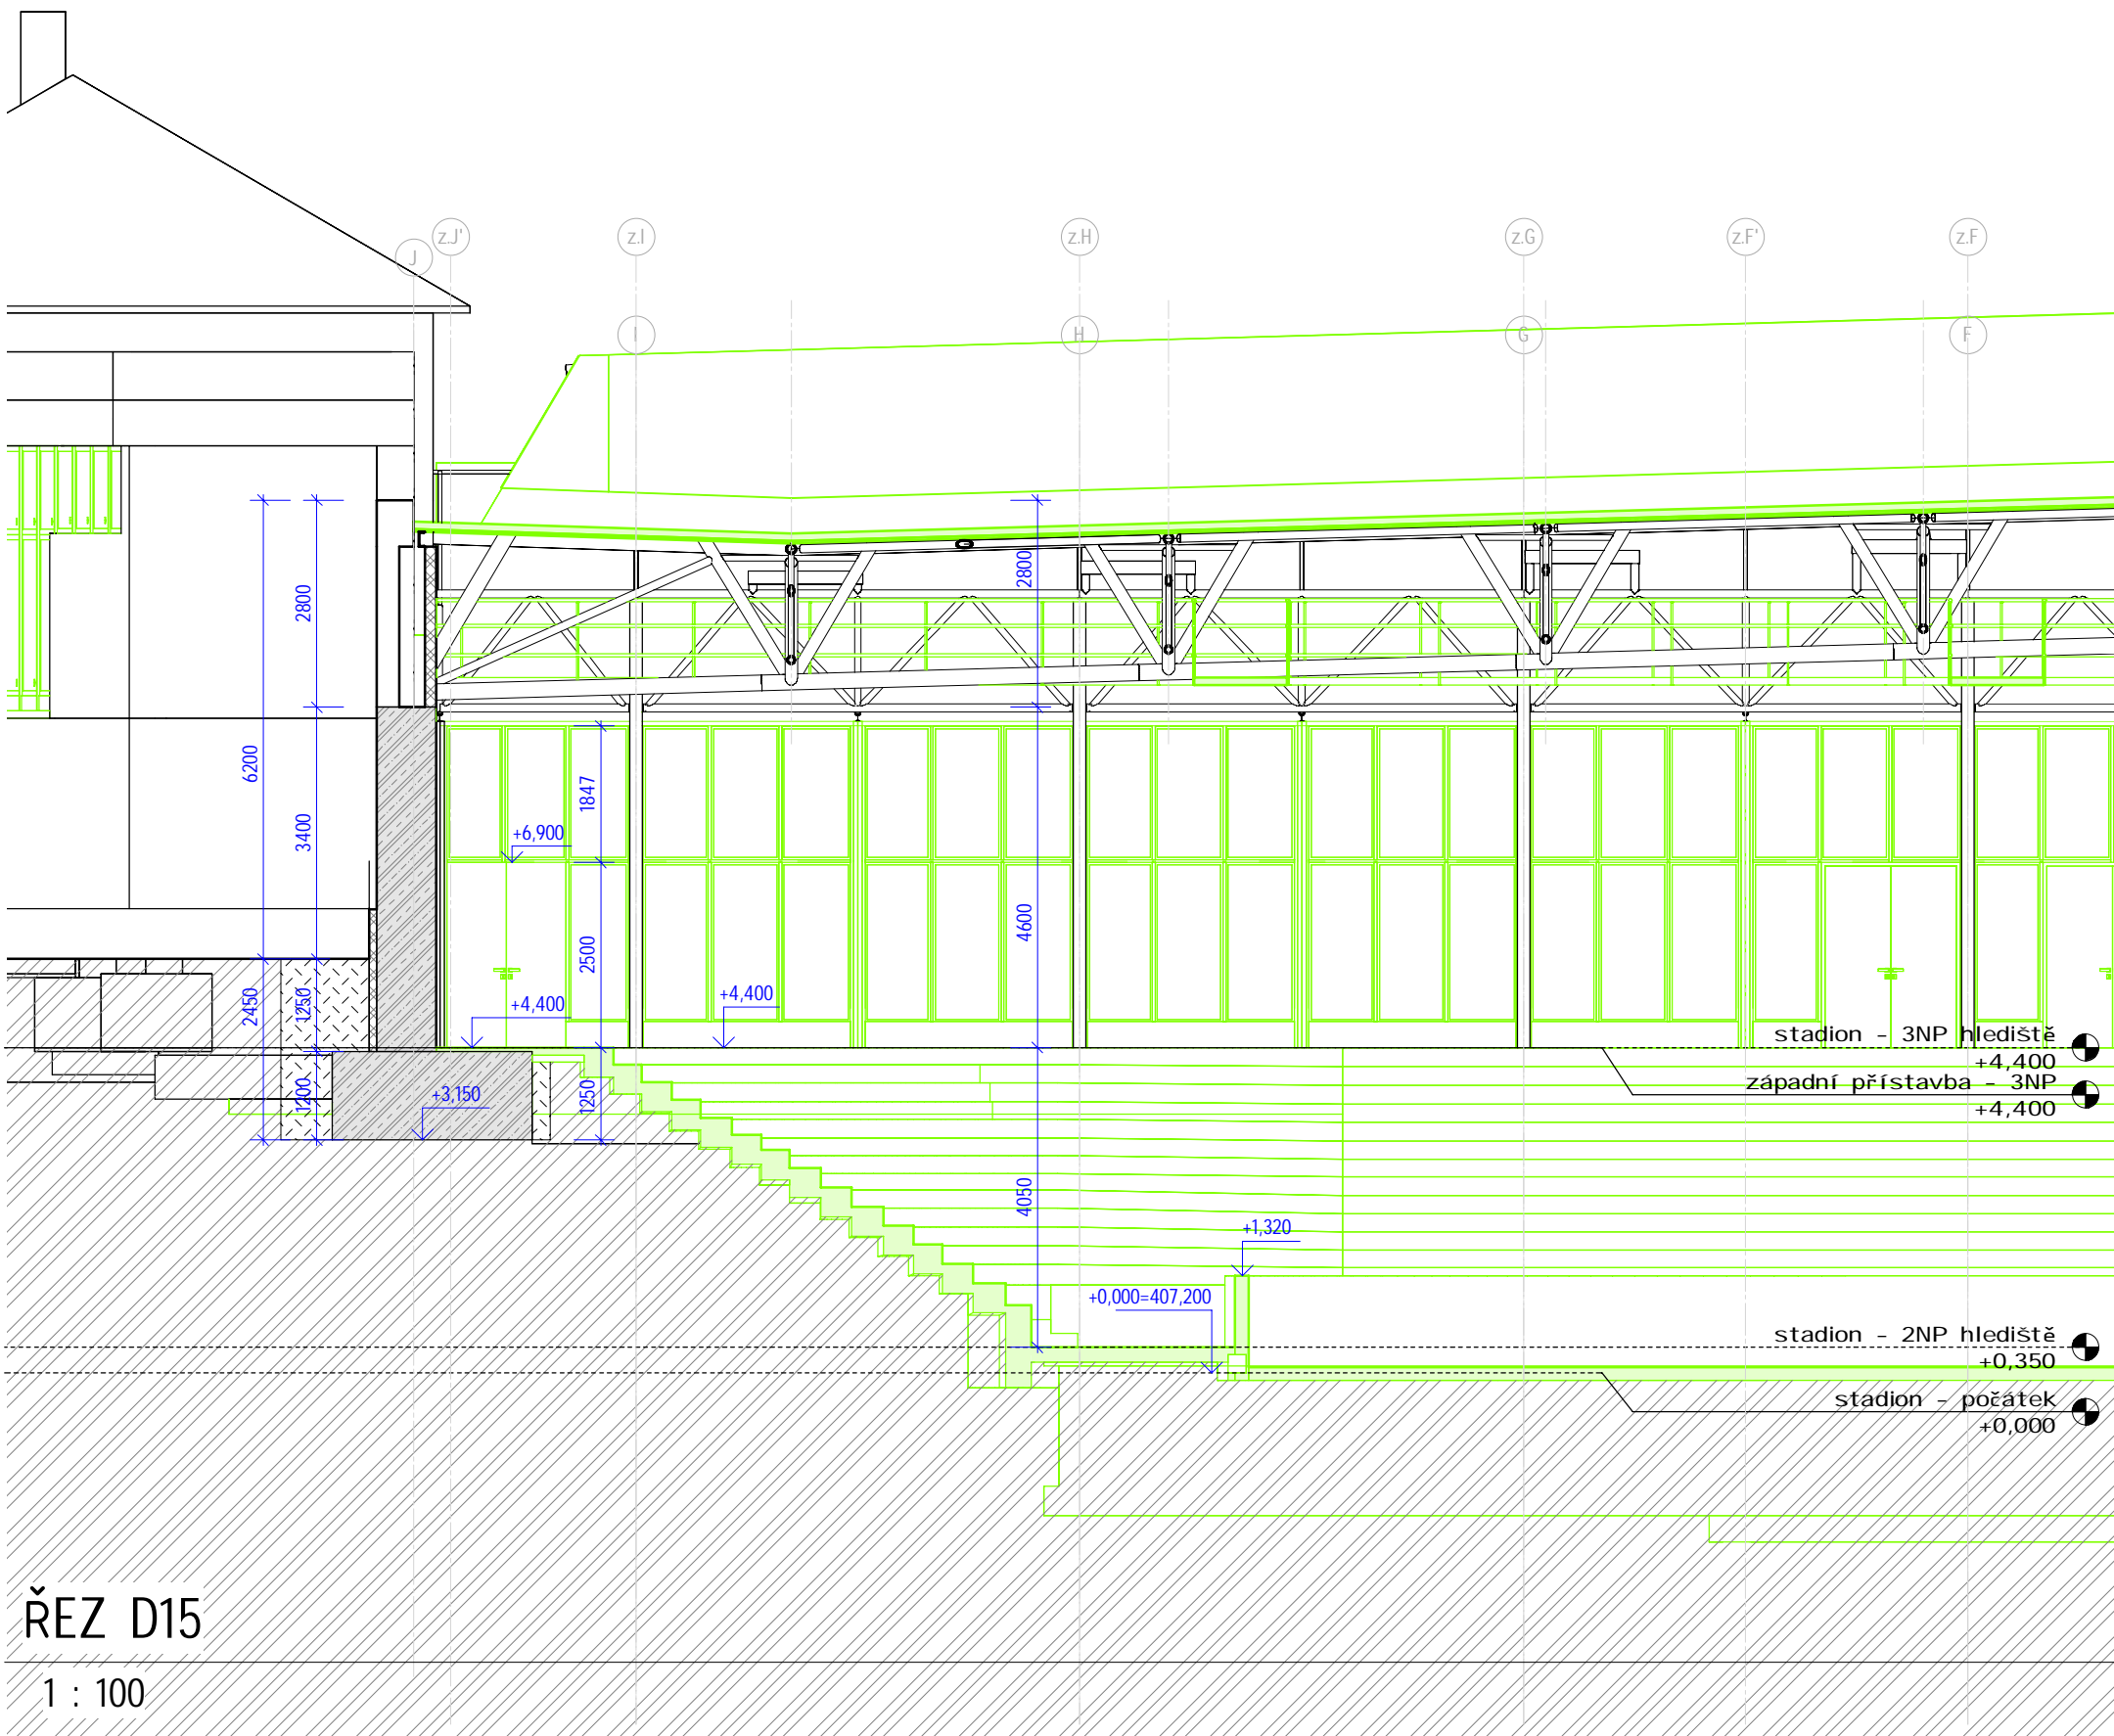 z.J'
z.I
z.H
z.G
z.F'
z.F
J
I
H
G
F
2800
2800
6200
3400
1847
+6,900
4600
2500
2450
1250
+4,400
+4,400
stadion - 3NP hlediště
+4,400
západní přístavba - 3NP
+4,400
1200
+3,150
1250
4050
+1,320
+0,000=407,200
stadion - 2NP hlediště
+0,350
stadion - počátek
+0,000
ŘEZ D15
1 : 100